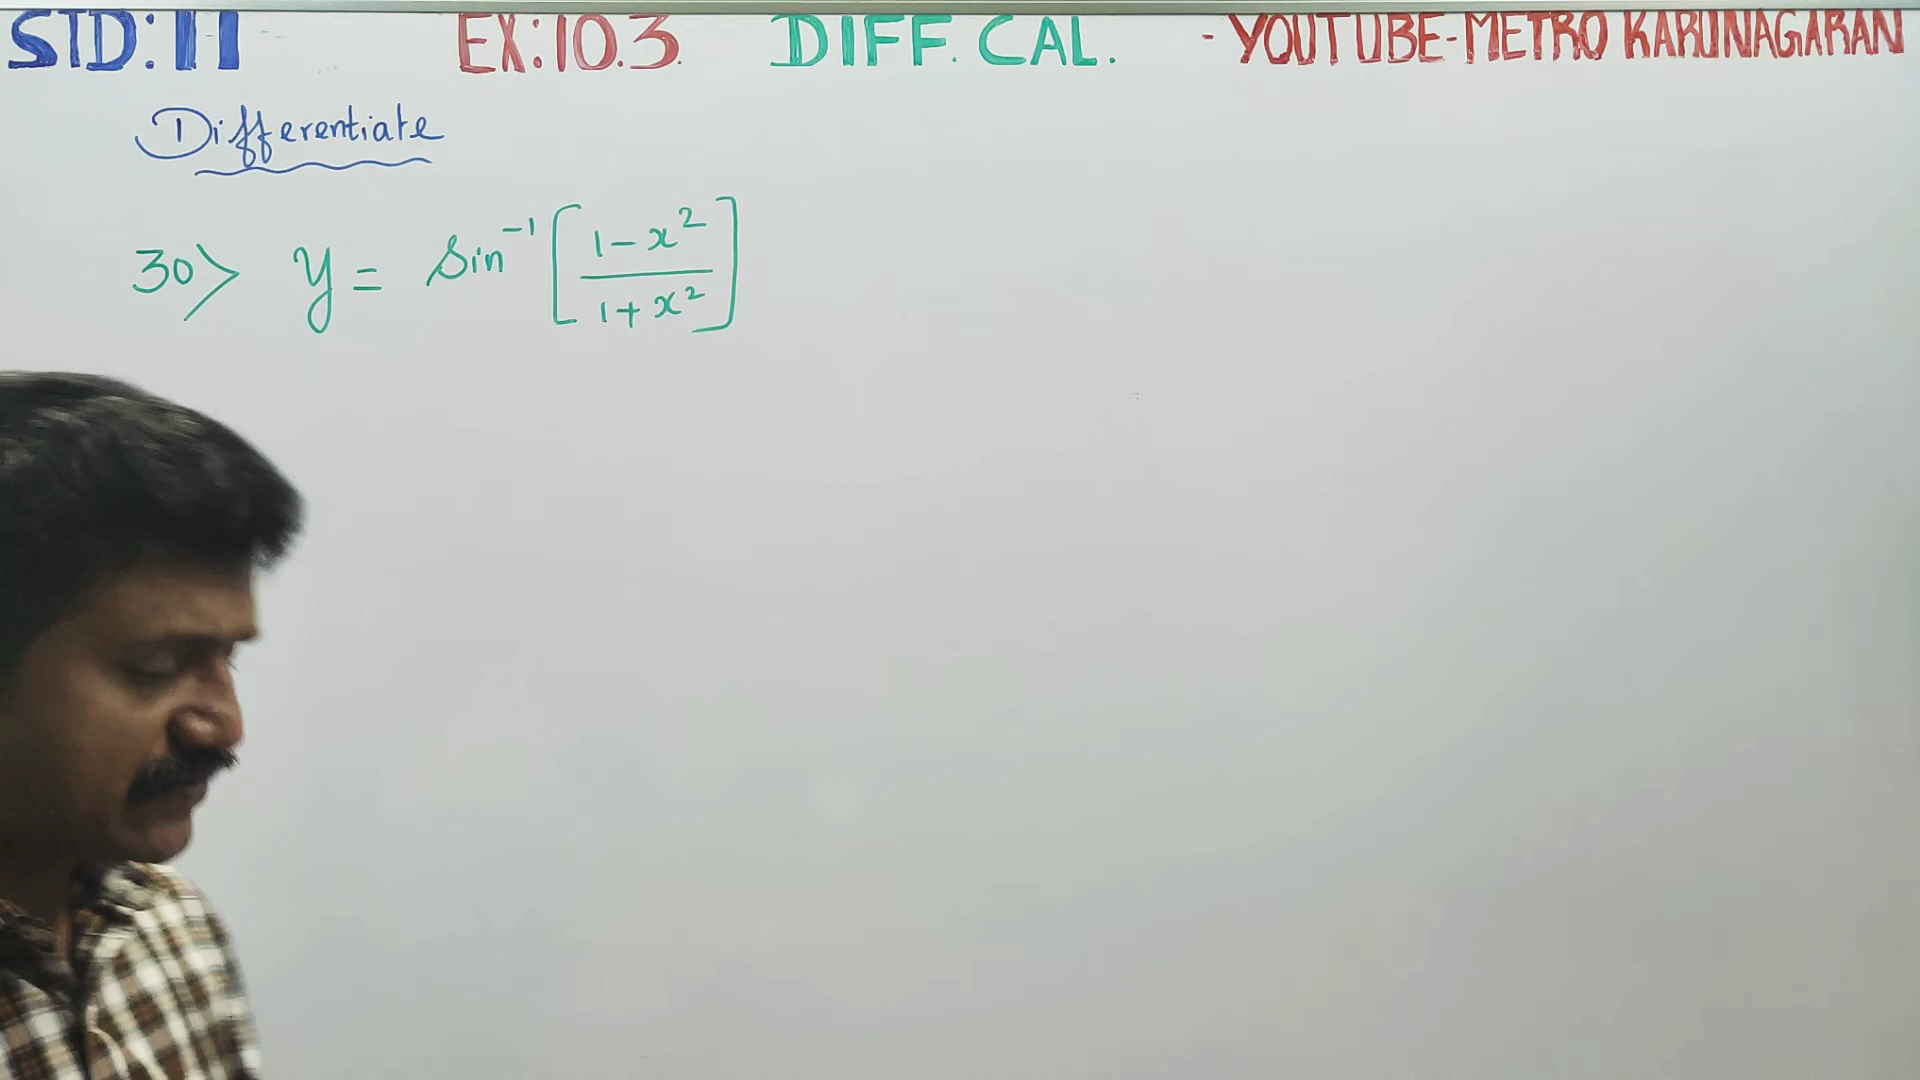 STD: 11 EX: 10.3. DIFF. CAL. - YOUTUBE-METRO KARUNAGARAN
Differentiate
30> y = sin⁻¹ [ (1-x²)/(1+x²) ]